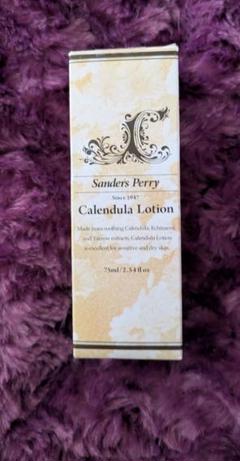 Sanders Perry
Since 1947
Calendula Lotion
Made from soothing Calendula, Echinacea
and Yarrow extracts, Calendula Lotion
is excellent for sensitive and dry skin.
75ml/2.54 fl oz